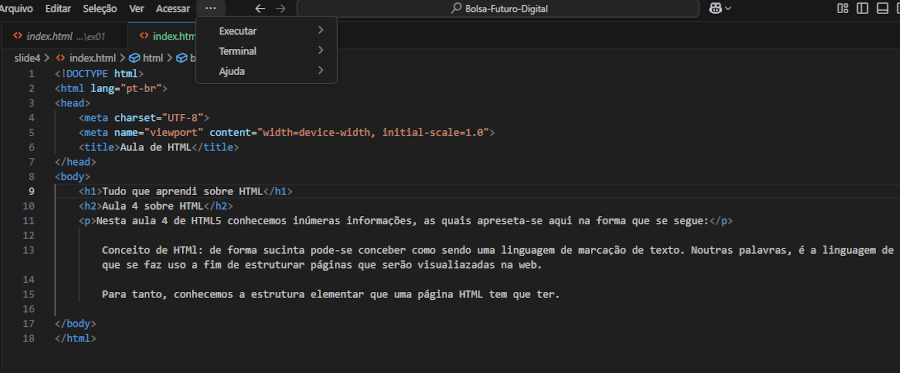 Arquivo Editar Seleção Ver Acessar ··· Bolsa-Futuro-Digital
index.html ...\ex01 index.htm
Executar
Terminal
Ajuda
slide4 > index.html > html > b
1 <!DOCTYPE html>
2 <html lang="pt-br">
3 <head>
4 <meta charset="UTF-8">
5 <meta name="viewport" content="width=device-width, initial-scale=1.0">
6 <title>Aula de HTML</title>
7 </head>
8 <body>
9 <h1>Tudo que aprendi sobre HTML</h1>
10 <h2>Aula 4 sobre HTML</h2>
11 <p>Nesta aula 4 de HTML5 conhecemos inúmeras informações, as quais apreseta-se aqui na forma que se segue:</p>
12
13 Conceito de HTMl: de forma sucinta pode-se conceber como sendo uma linguagem de marcação de texto. Noutras palavras, é a linguagem de
que se faz uso a fim de estruturar páginas que serão visualiazadas na web.
14
15 Para tanto, conhecemos a estrutura elementar que uma página HTML tem que ter.
16
17 </body>
18 </html>